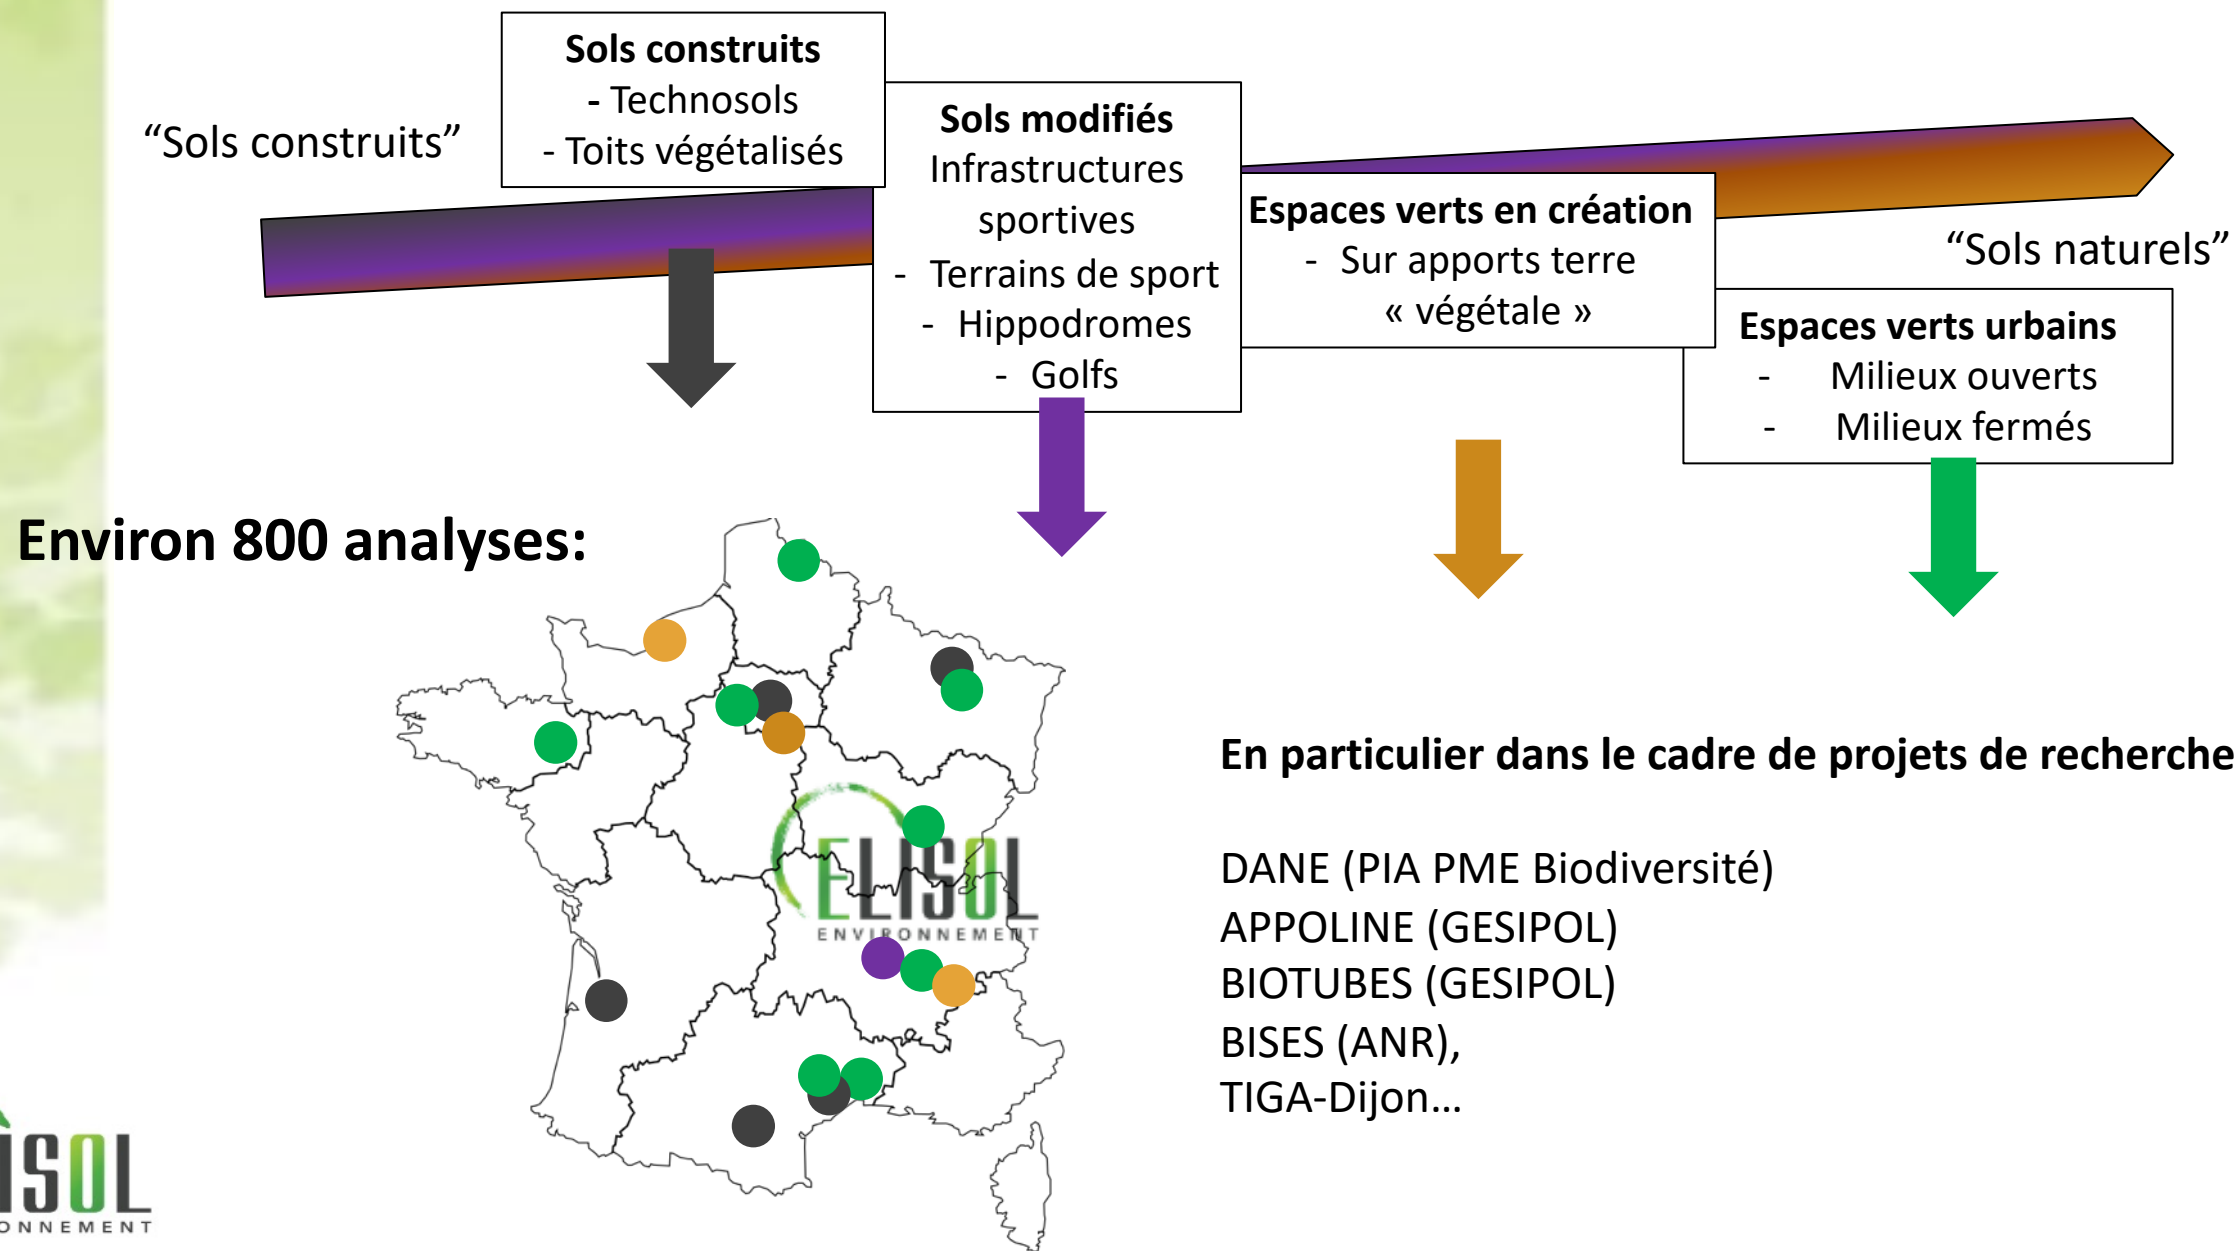 “Sols construits”
Sols construits
- Technosols
- Toits végétalisés
Sols modifiés
Infrastructures
sportives
- Terrains de sport
- Hippodromes
- Golfs
Espaces verts en création
- Sur apports terre
« végétale »
“Sols naturels”
Espaces verts urbains
- Milieux ouverts
- Milieux fermés
Environ 800 analyses:
ELISOL
ENVIRONNEMENT
En particulier dans le cadre de projets de recherche
DANE (PIA PME Biodiversité)
APPOLINE (GESIPOL)
BIOTUBES (GESIPOL)
BISES (ANR),
TIGA-Dijon...
ISOL
ONNEMENT